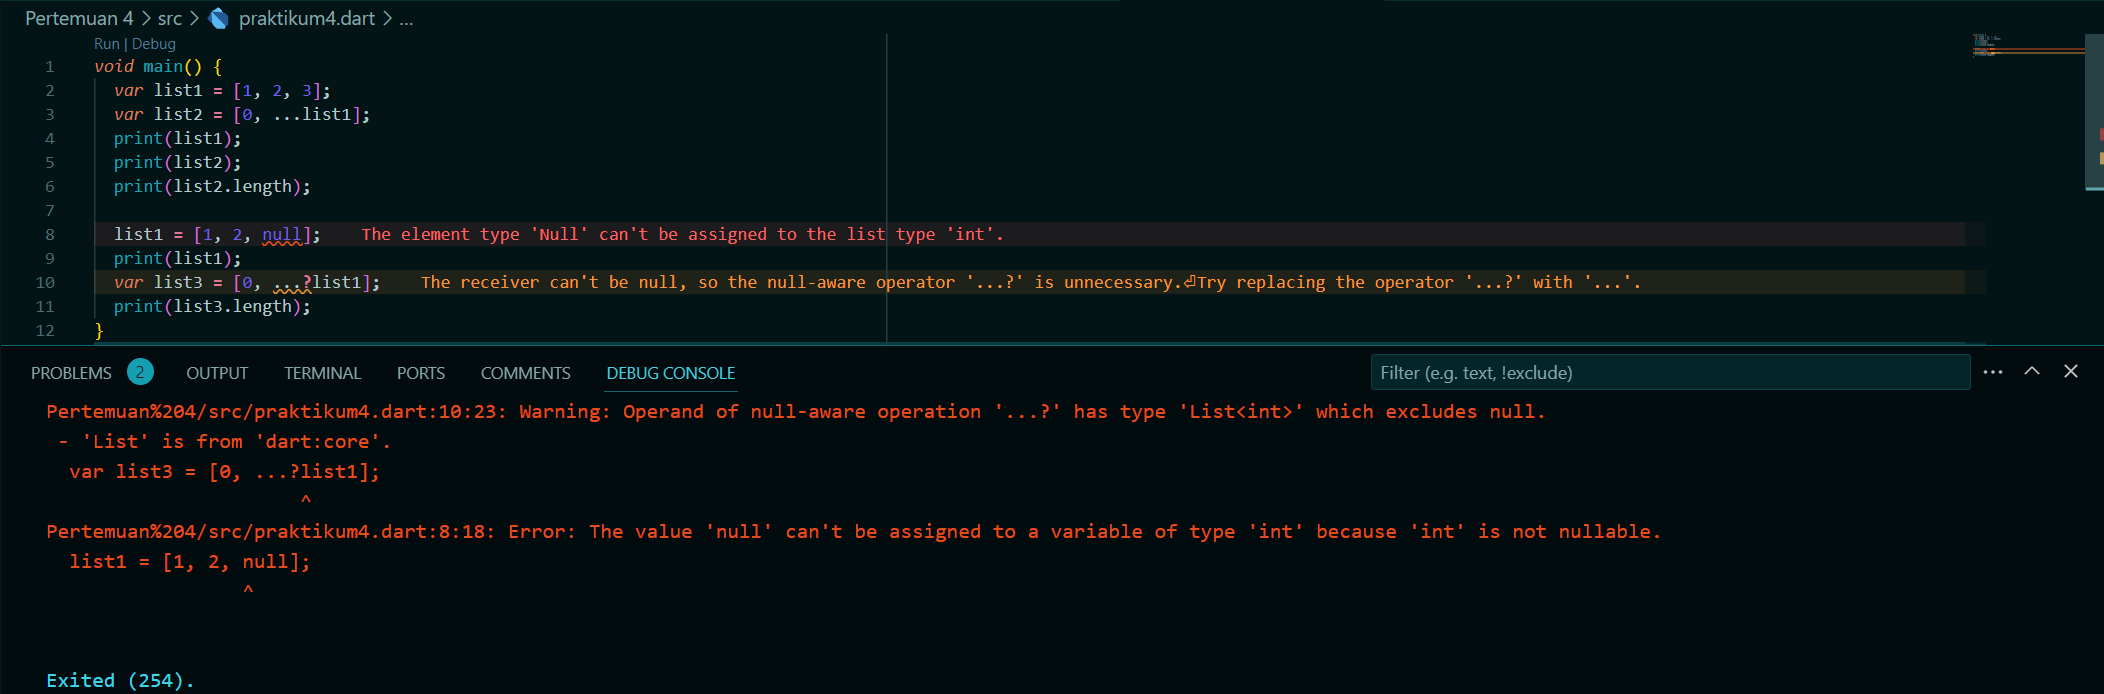 Pertemuan 4 > src > praktikum4.dart > ...
Run | Debug
1 void main() {
2 var list1 = [1, 2, 3];
3 var list2 = [0, ...list1];
4 print(list1);
5 print(list2);
6 print(list2.length);
7
8 list1 = [1, 2, null]; The element type 'Null' can't be assigned to the list type 'int'.
9 print(list1);
10 var list3 = [0, ...?list1]; The receiver can't be null, so the null-aware operator '...?' is unnecessary.⏎Try replacing the operator '...?' with '...'.
11 print(list3.length);
12 }
PROBLEMS 2 OUTPUT TERMINAL PORTS COMMENTS DEBUG CONSOLE Filter (e.g. text, !exclude) ...
Pertemuan%204/src/praktikum4.dart:10:23: Warning: Operand of null-aware operation '...?' has type 'List<int>' which excludes null.
- 'List' is from 'dart:core'.
var list3 = [0, ...?list1];
^
Pertemuan%204/src/praktikum4.dart:8:18: Error: The value 'null' can't be assigned to a variable of type 'int' because 'int' is not nullable.
list1 = [1, 2, null];
^
Exited (254).